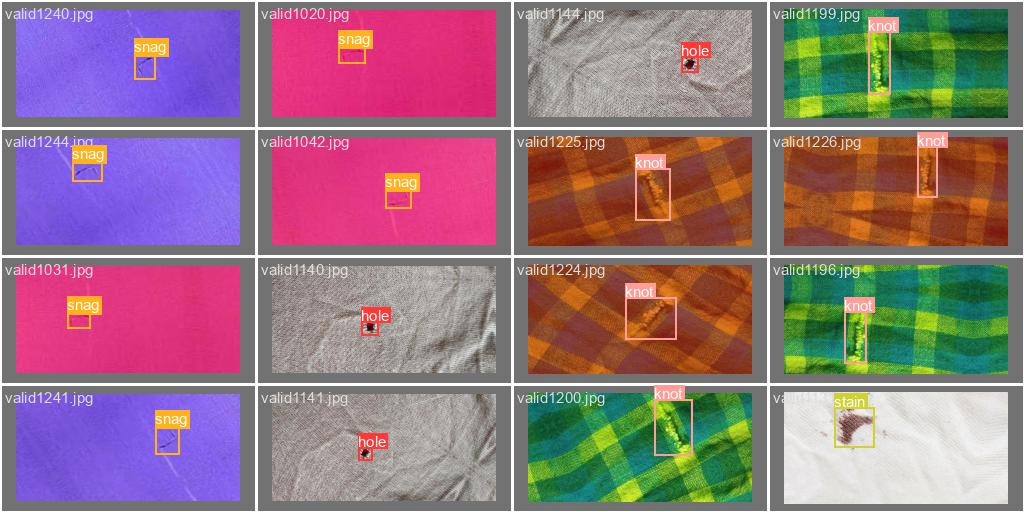 valid1240.jpg
snag
valid1020.jpg
snag
valid1144.jpg
hole
valid1199.jpg
knot
valid1244.jpg
snag
valid1042.jpg
snag
valid1225.jpg
knot
valid1226.jpg
knot
valid1031.jpg
snag
valid1140.jpg
hole
valid1224.jpg
knot
valid1196.jpg
knot
valid1241.jpg
snag
valid1141.jpg
hole
valid1200.jpg
knot
stain